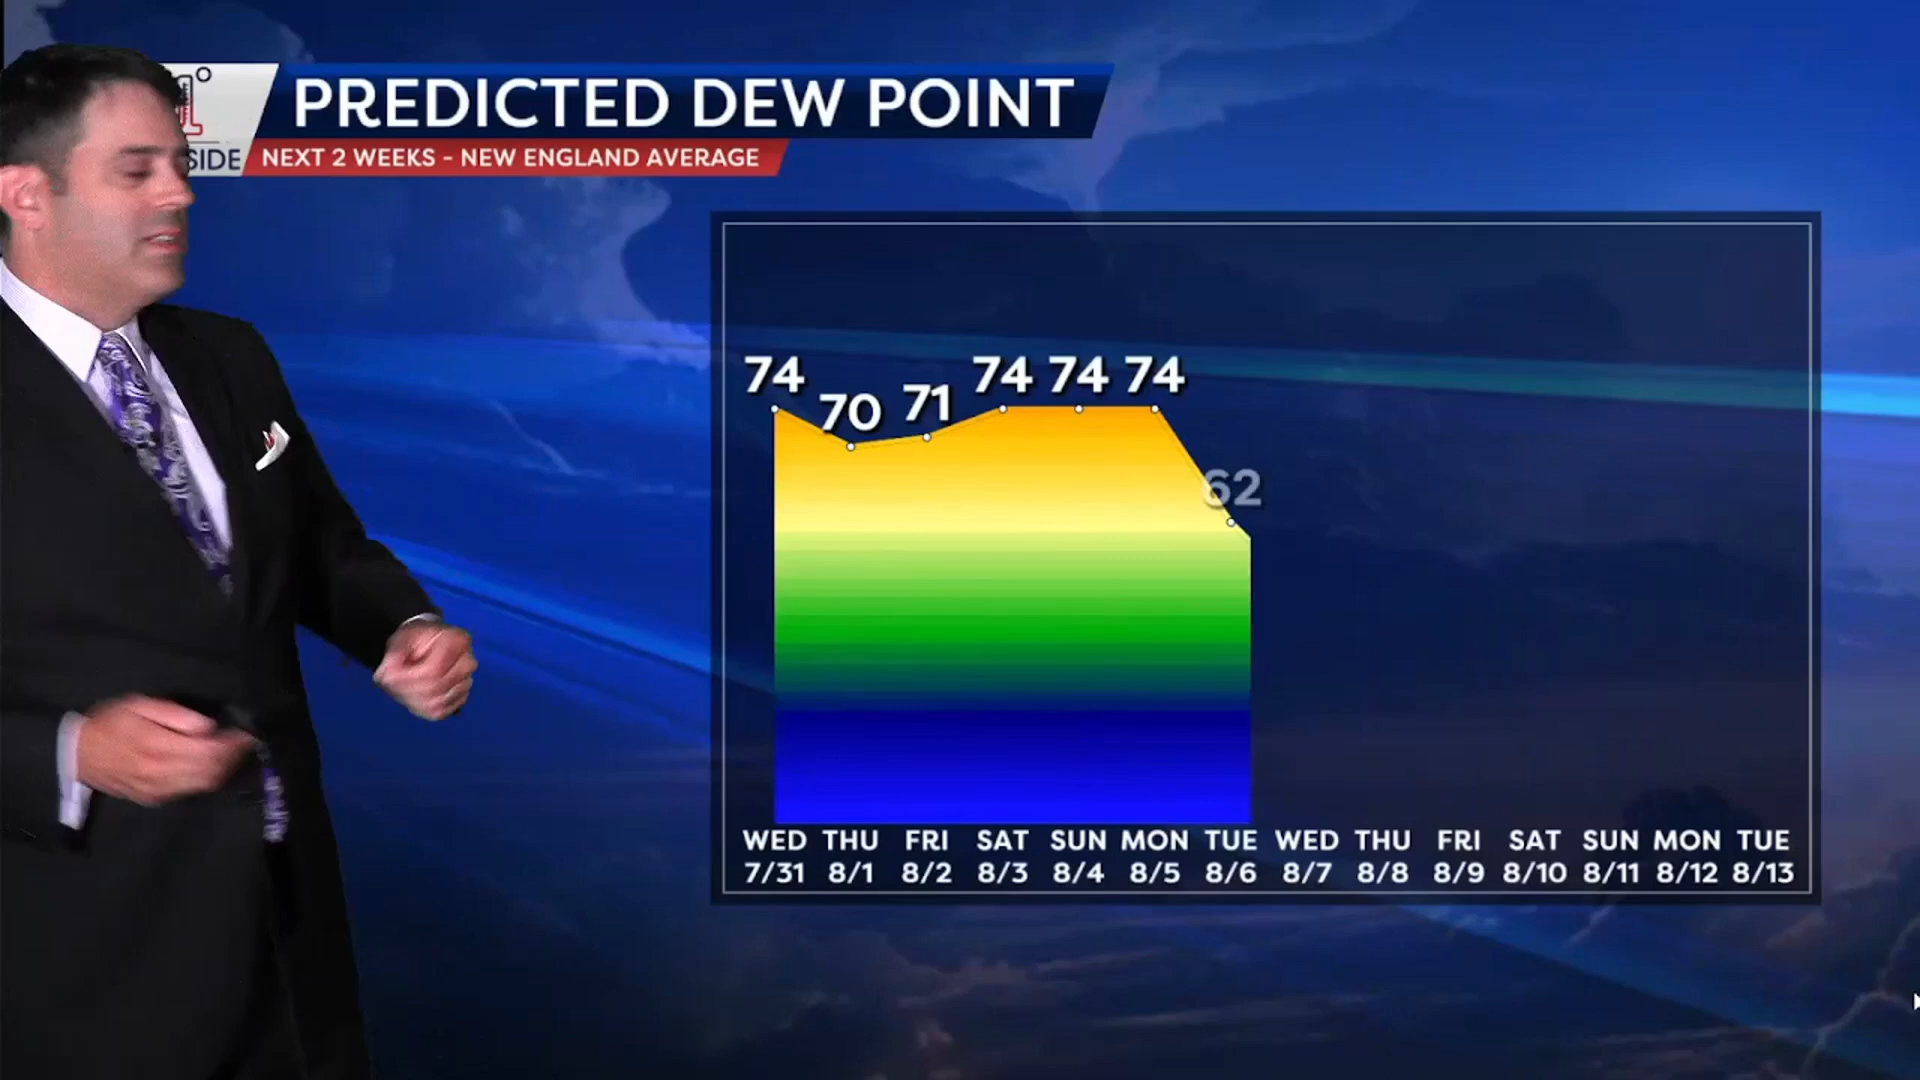 1°
SIDE
PREDICTED DEW POINT
NEXT 2 WEEKS - NEW ENGLAND AVERAGE
74 70 71 74 74 74 62
WED THU FRI SAT SUN MON TUE WED THU FRI SAT SUN MON TUE
7/31 8/1 8/2 8/3 8/4 8/5 8/6 8/7 8/8 8/9 8/10 8/11 8/12 8/13